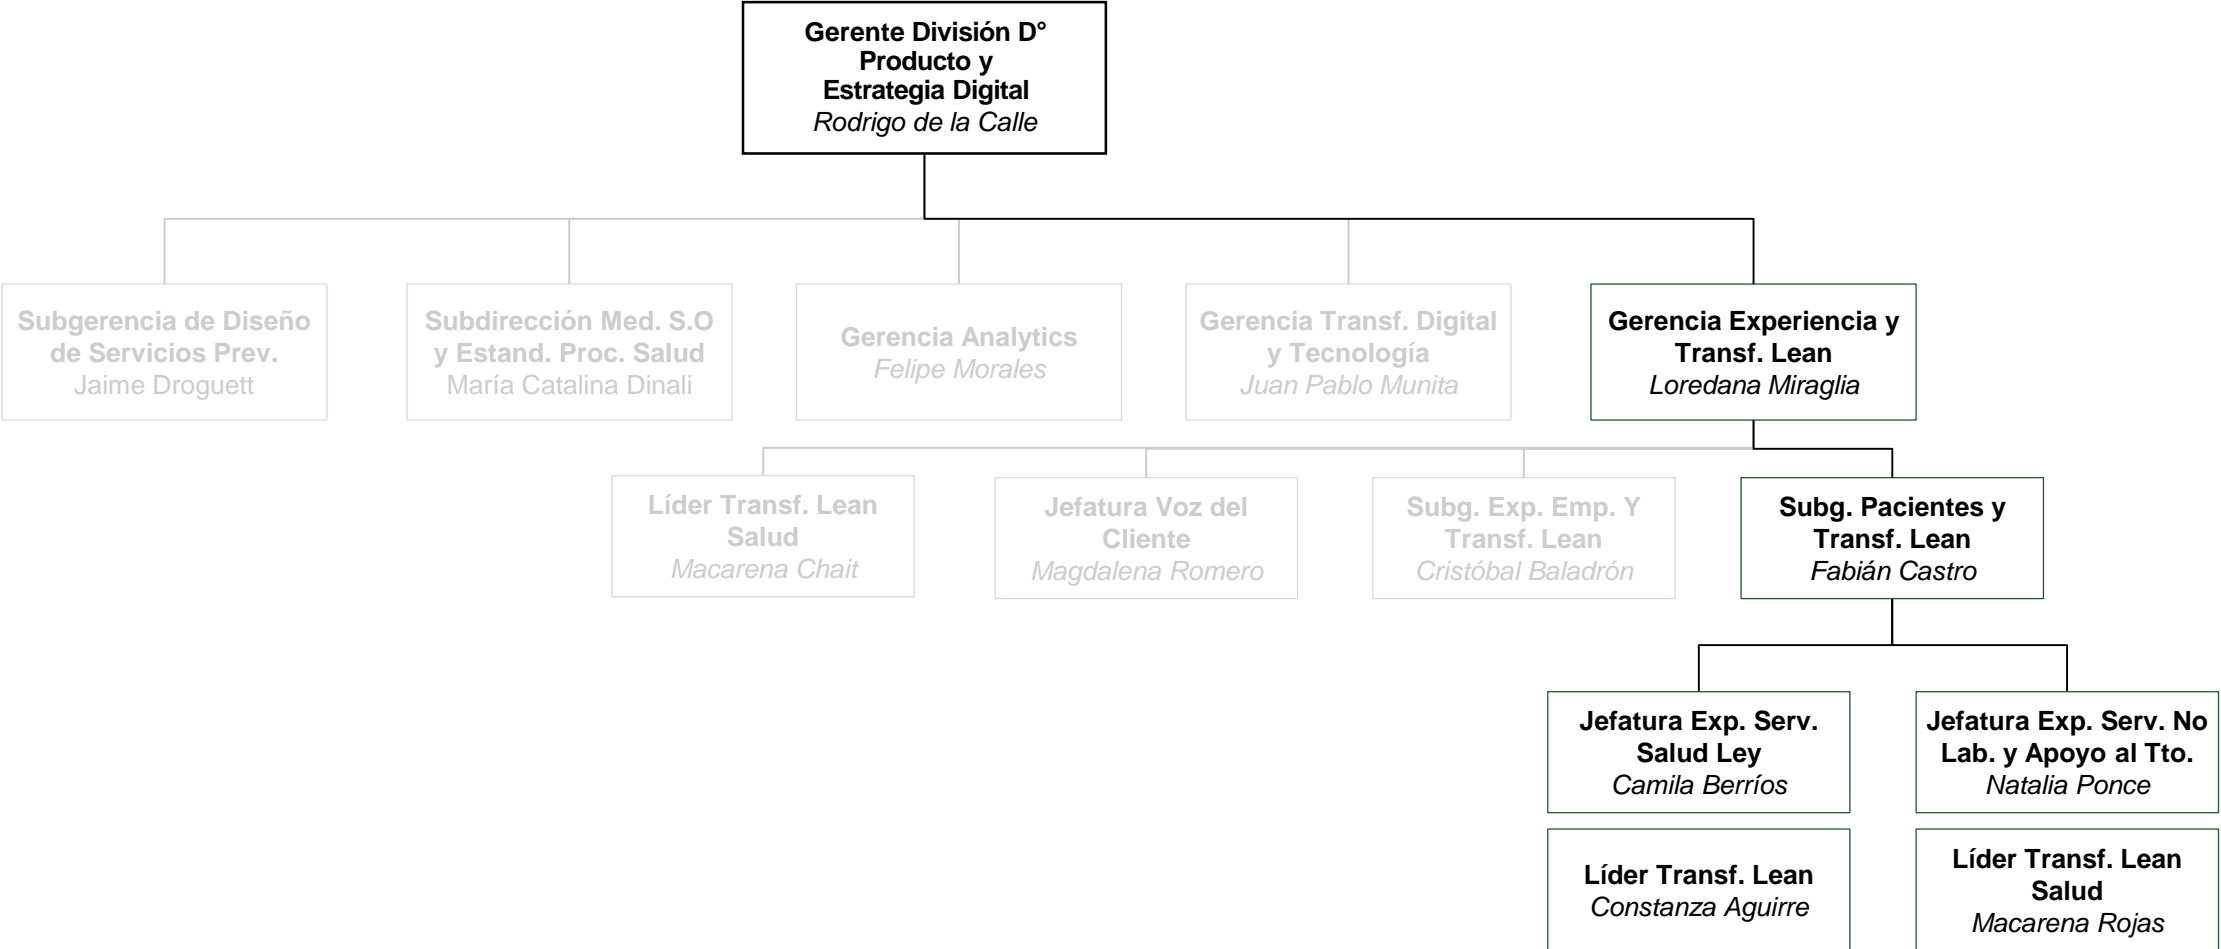 Gerente División D°
Producto y
Estrategia Digital
Rodrigo de la Calle
Subgerencia de Diseño
de Servicios Prev.
Jaime Droguett
Subdirección Med. S.O
y Estand. Proc. Salud
María Catalina Dinali
Gerencia Analytics
Felipe Morales
Gerencia Transf. Digital
y Tecnología
Juan Pablo Munita
Gerencia Experiencia y
Transf. Lean
Loredana Miraglia
Líder Transf. Lean
Salud
Macarena Chait
Jefatura Voz del
Cliente
Magdalena Romero
Subg. Exp. Emp. Y
Transf. Lean
Cristóbal Baladrón
Subg. Pacientes y
Transf. Lean
Fabián Castro
Jefatura Exp. Serv.
Salud Ley
Camila Berríos
Jefatura Exp. Serv. No
Lab. y Apoyo al Tto.
Natalia Ponce
Líder Transf. Lean
Constanza Aguirre
Líder Transf. Lean
Salud
Macarena Rojas